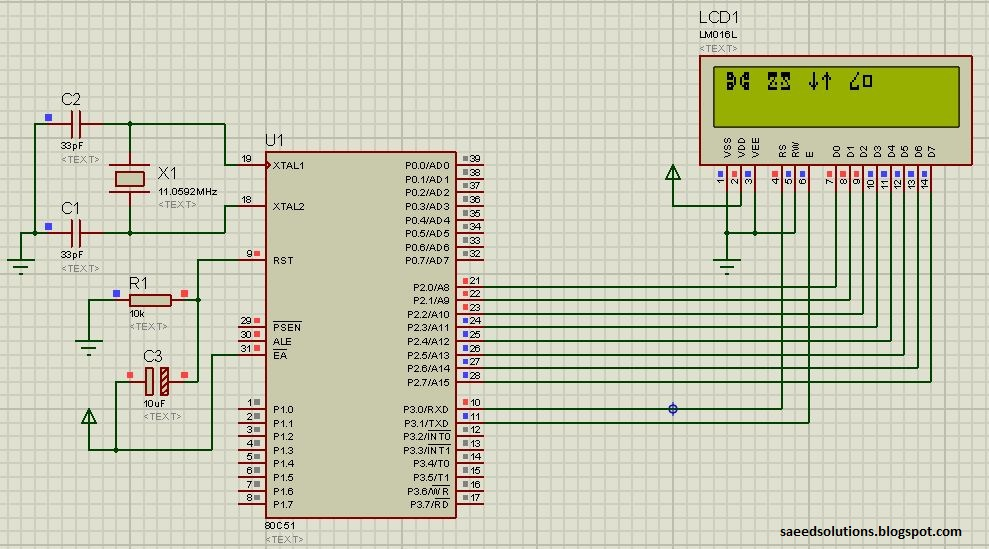 LCD1
LM016L
<TEXT>
VSS VDD VEE RS RW E D0 D1 D2 D3 D4 D5 D6 D7
1 2 3 4 5 6 7 8 9 10 11 12 13 14
C2
33pF
<TEXT>
X1
11.0592MHz
<TEXT>
C1
33pF
<TEXT>
R1
10k
<TEXT>
C3
10uF
<TEXT>
U1
19 XTAL1
18 XTAL2
9 RST
29 PSEN
30 ALE
31 EA
1 P1.0
2 P1.1
3 P1.2
4 P1.3
5 P1.4
6 P1.5
7 P1.6
8 P1.7
P0.0/AD0 39
P0.1/AD1 38
P0.2/AD2 37
P0.3/AD3 36
P0.4/AD4 35
P0.5/AD5 34
P0.6/AD6 33
P0.7/AD7 32
P2.0/A8 21
P2.1/A9 22
P2.2/A10 23
P2.3/A11 24
P2.4/A12 25
P2.5/A13 26
P2.6/A14 27
P2.7/A15 28
P3.0/RXD 10
P3.1/TXD 11
P3.2/INT0 12
P3.3/INT1 13
P3.4/T0 14
P3.5/T1 15
P3.6/WR 16
P3.7/RD 17
80C51
<TEXT>
saeedsolutions.blogspot.com